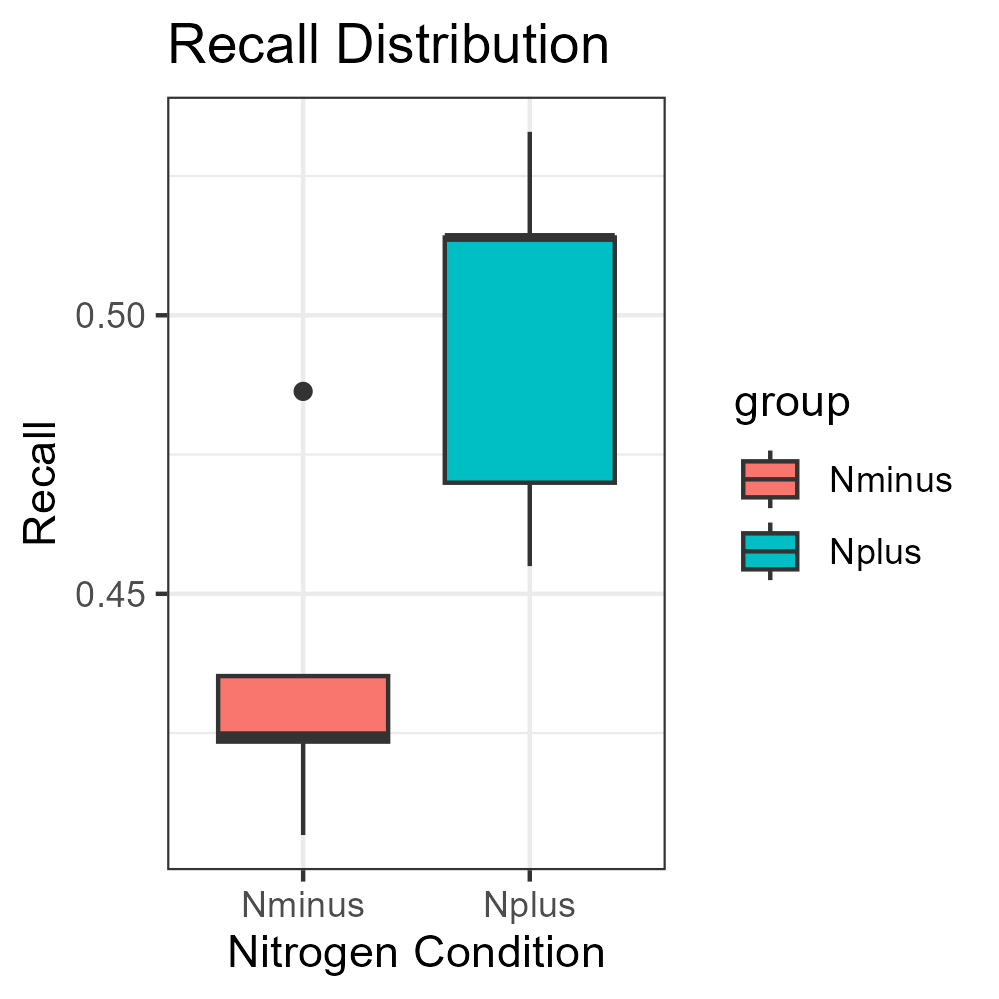 Recall Distribution
Recall
0.50
0.45
Nminus
Nplus
Nitrogen Condition
group
Nminus
Nplus